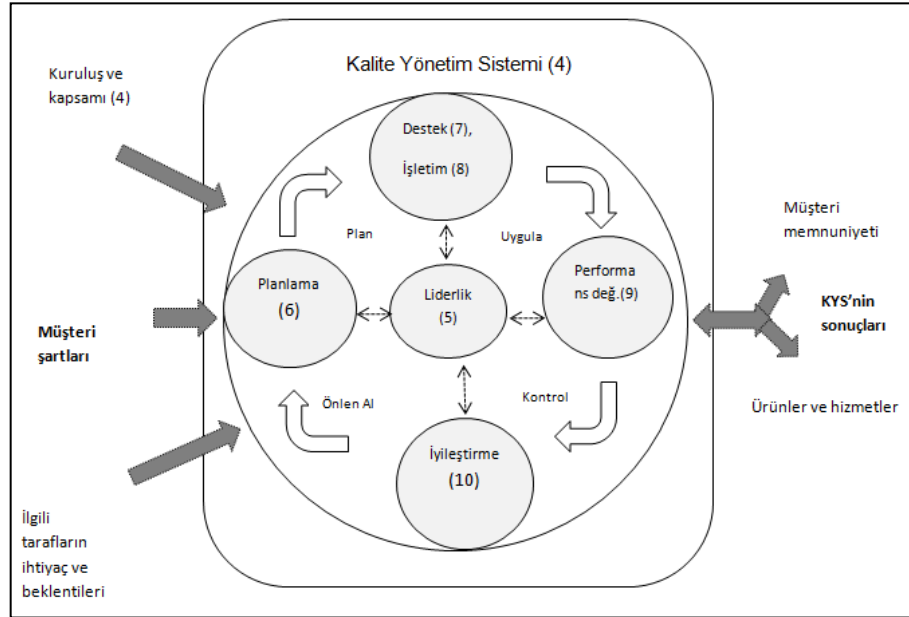 Kalite Yönetim Sistemi (4)
Kuruluş ve
kapsamı (4)
Destek (7),
İşletim (8)
Plan
Uygula
Müşteri
memnuniyeti
Planlama
(6)
Liderlik
(5)
Performa
ns değ.(9)
Müşteri
şartları
KYS’nin
sonuçları
Önlen Al
Kontrol
Ürünler ve hizmetler
İyileştirme
(10)
İlgili
tarafların
ihtiyaç ve
beklentileri